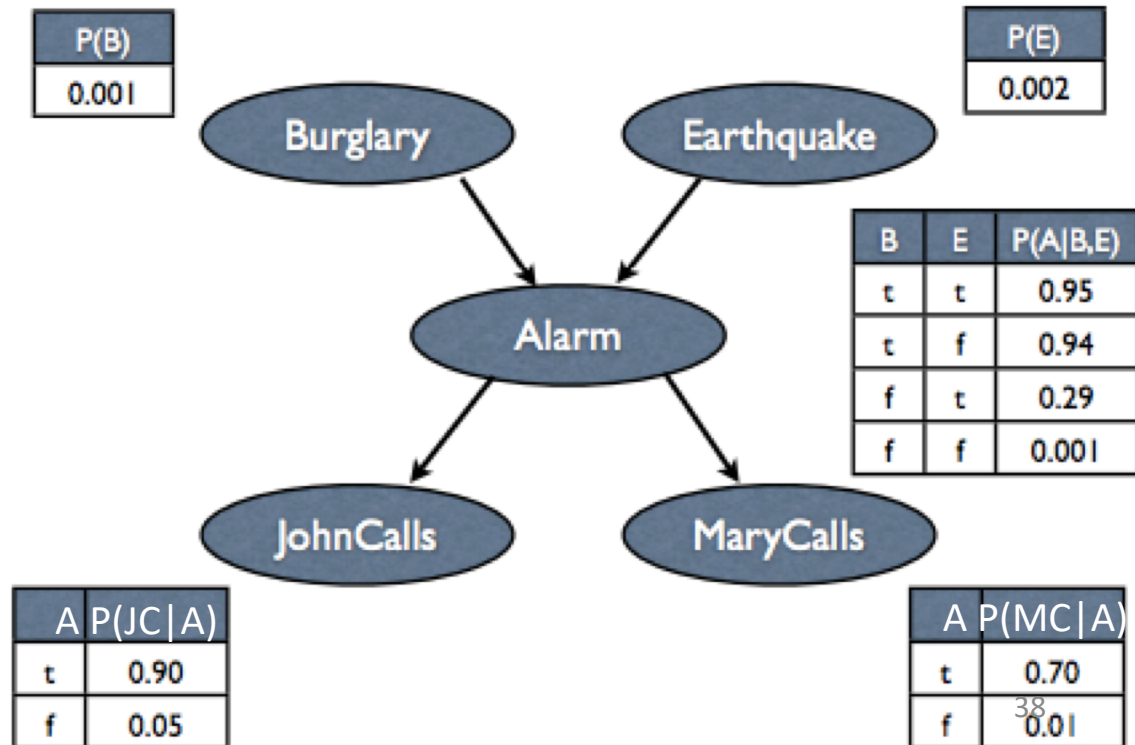 P(B)
0.001
P(E)
0.002
Burglary
Earthquake
B E P(A|B,E)
t t 0.95
t f 0.94
f t 0.29
f f 0.001
Alarm
JohnCalls
MaryCalls
A P(JC|A)
t 0.90
f 0.05
A P(MC|A)
t 0.70
f 0.01
38